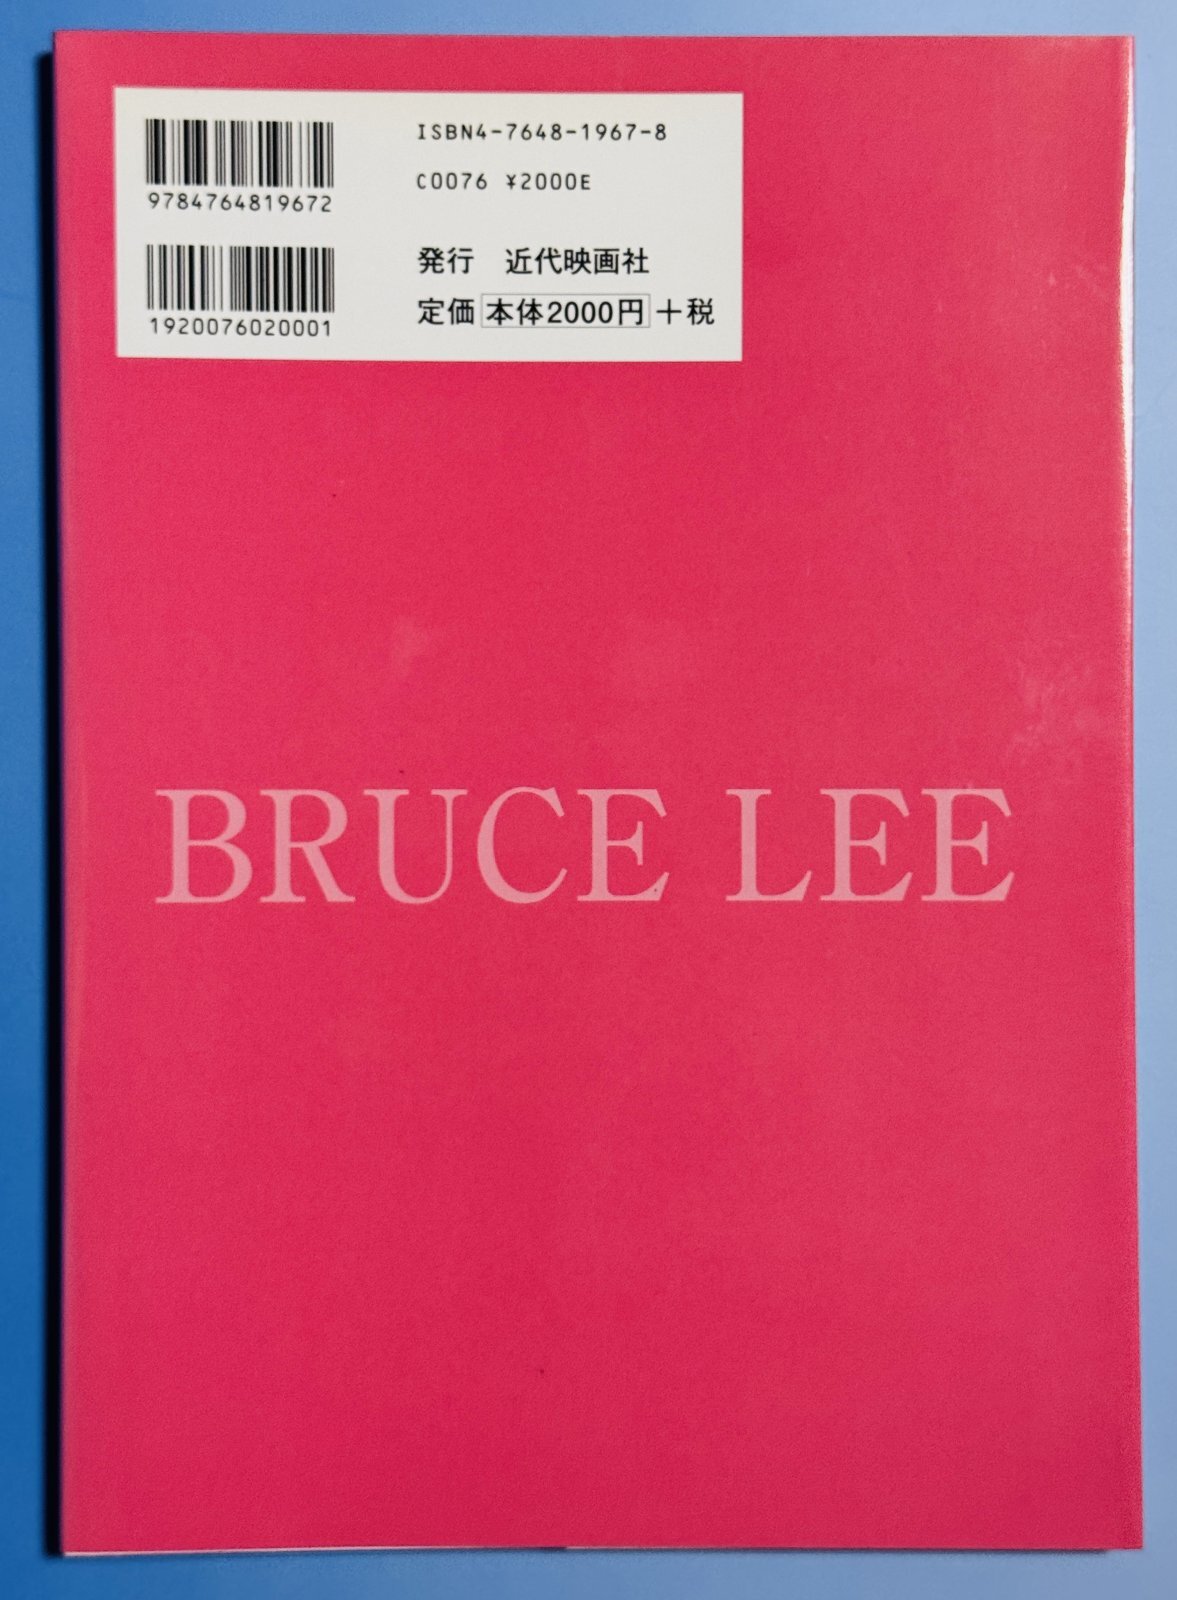 ISBN4-7648-1967-8
C0076 ¥2000E
9784764819672
発行 近代映画社
定価 本体2000円＋税
1920076020001
BRUCE LEE